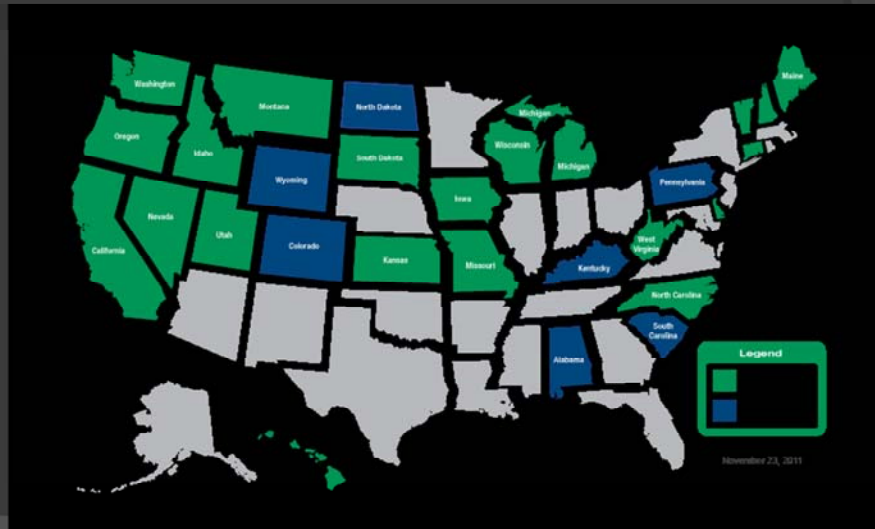 Maine
Washington
Montana
North Dakota
Michigan
Oregon
Idaho
South Dakota
Wisconsin
Michigan
Wyoming
Pennsylvania
Iowa
Nevada
Utah
Colorado
California
Kansas
Missouri
West
Virginia
Kentucky
North Carolina
South
Carolina
Alabama
Legend
November 23, 2011